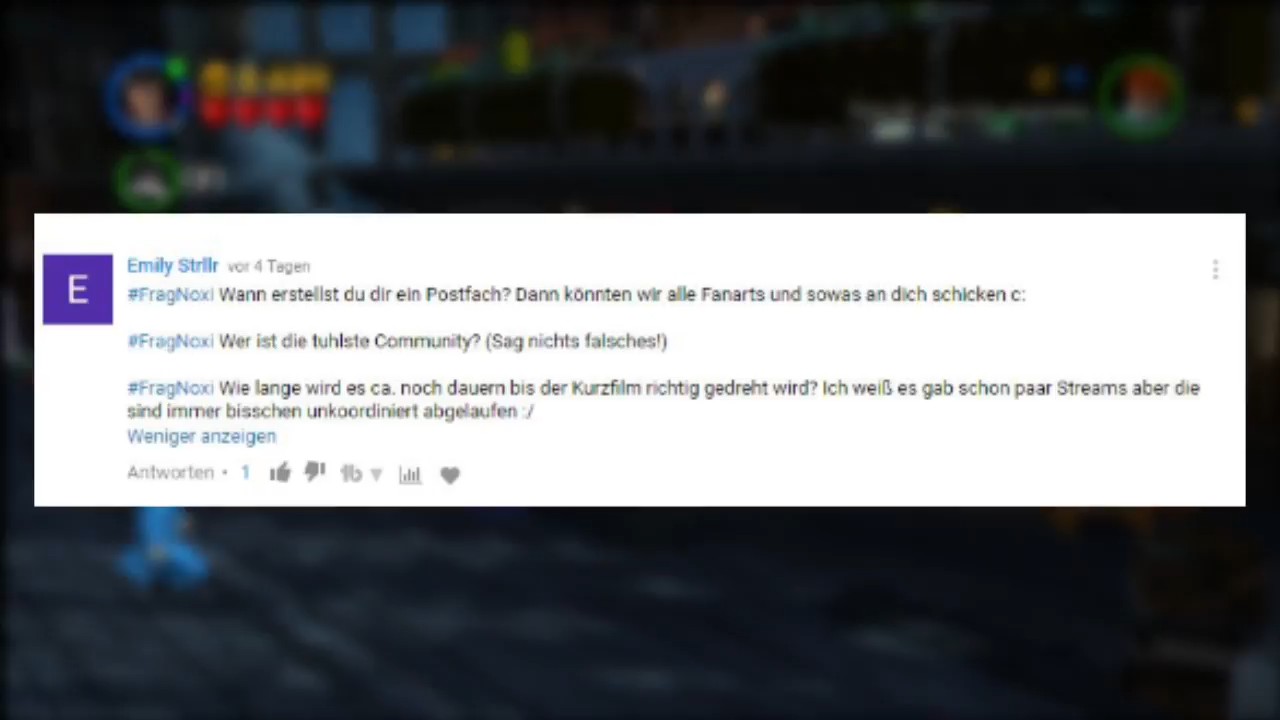 E
Emily Strllr vor 4 Tagen
#FragNoxi Wann erstellst du dir ein Postfach? Dann könnten wir alle Fanarts und sowas an dich schicken c:
#FragNoxi Wer ist die tuhlste Community? (Sag nichts falsches!)
#FragNoxi Wie lange wird es ca. noch dauern bis der Kurzfilm richtig gedreht wird? Ich weiß es gab schon paar Streams aber die
sind immer bisschen unkoordiniert abgelaufen :/
Weniger anzeigen
Antworten • 1